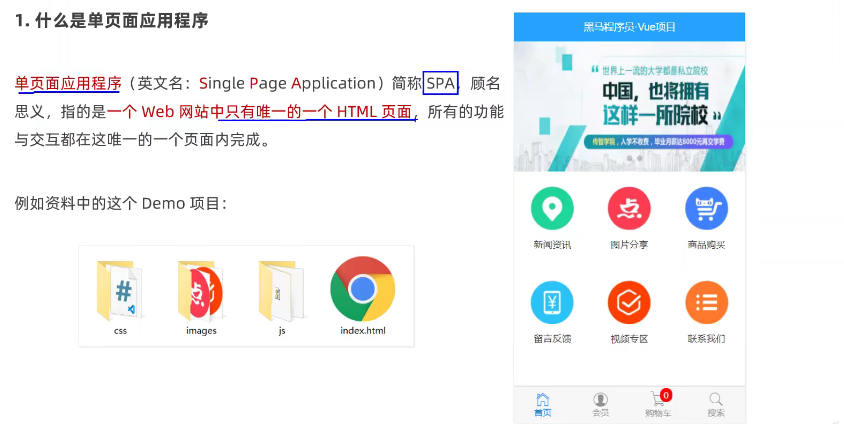 1. 什么是单页面应用程序
单页面应用程序（英文名：Single Page Application）简称 SPA，顾名
思义，指的是一个 Web 网站中只有唯一的一个 HTML 页面，所有的功能
与交互都在这唯一的一个页面内完成。
例如资料中的这个 Demo 项目：
css
images
js
index.html
黑马程序员·Vue项目
“世界上一流的大学都是私立院校
中国，也将拥有
这样一所院校”
传智学院，入学不收费，毕业月薪达8000元再交学费
新闻资讯
图片分享
商品购买
留言反馈
视频专区
联系我们
0
首页
会员
购物车
搜索